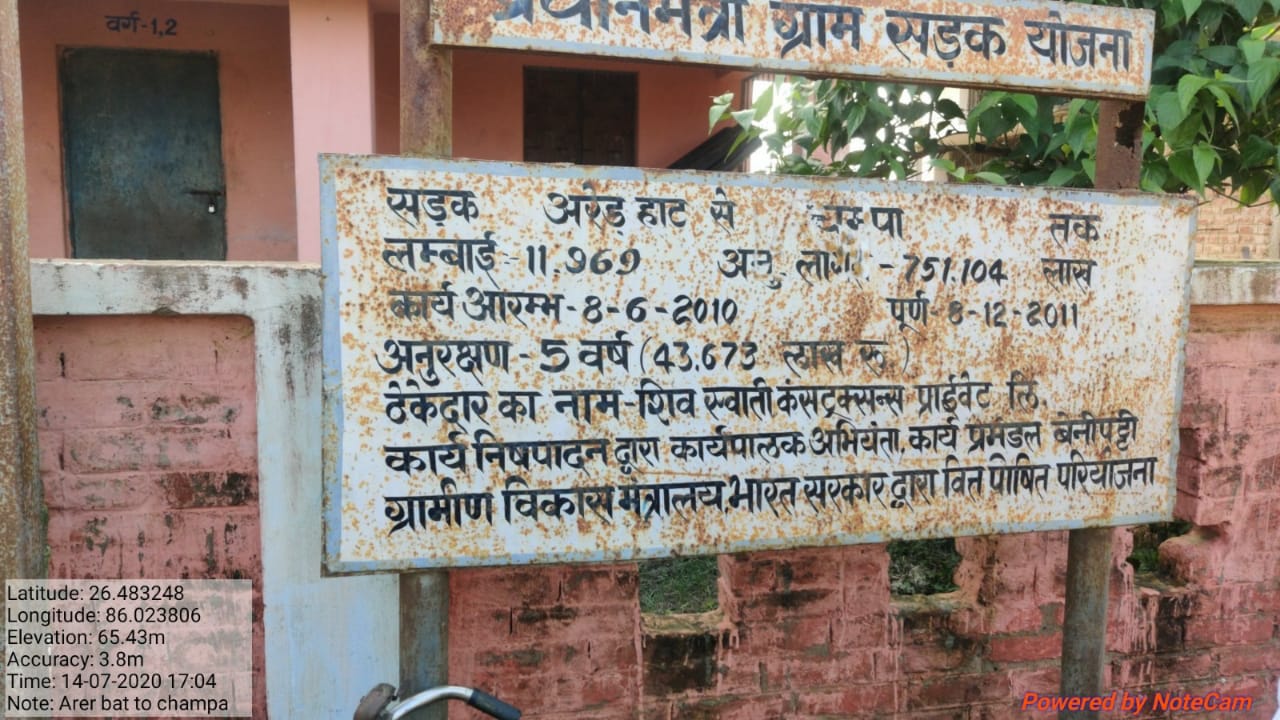 वर्ग-1,2
प्रधानमंत्री ग्राम सड़क योजना
सड़क अरेड़ हाट से चम्पा तक
लम्बाई-11.969 अनु लागत -751.104 लाख
कार्य आरम्भ-8-6-2010 पूर्ण-8-12-2011
अनुरक्षण-5 वर्ष (43.673 लाख रू.)
ठेकेदार का नाम-शिव स्वाती कंसट्रक्सन्स प्राईवेट लि.
कार्य निषपादन द्वारा कार्यपालक अभियंता, कार्य प्रमंडल बेनीपट्टी
ग्रामीण विकास मंत्रालय, भारत सरकार द्वारा वित पोषित परियोजना
Latitude: 26.483248
Longitude: 86.023806
Elevation: 65.43m
Accuracy: 3.8m
Time: 14-07-2020 17:04
Note: Arer bat to champa
Powered by NoteCam